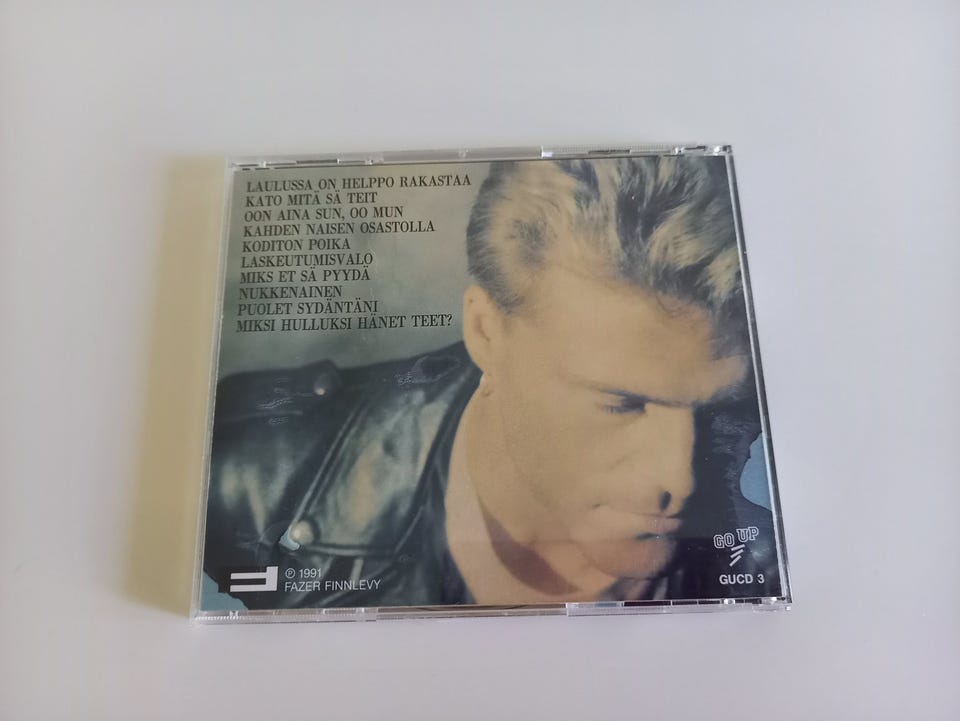 LAULUSSA ON HELPPO RAKASTAA
KATO MITÄ SÄ TEIT
OON AINA SUN, OO MUN
KAHDEN NAISEN OSASTOLLA
KODITON POIKA
LASKEUTUMISVALO
MIKS ET SÄ PYYDÄ
NUKKENAINEN
PUOLET SYDÄNTÄNI
MIKSI HULLUKSI HÄNET TEET?
GO UP
GUCD 3
℗ 1991
FAZER FINNLEVY